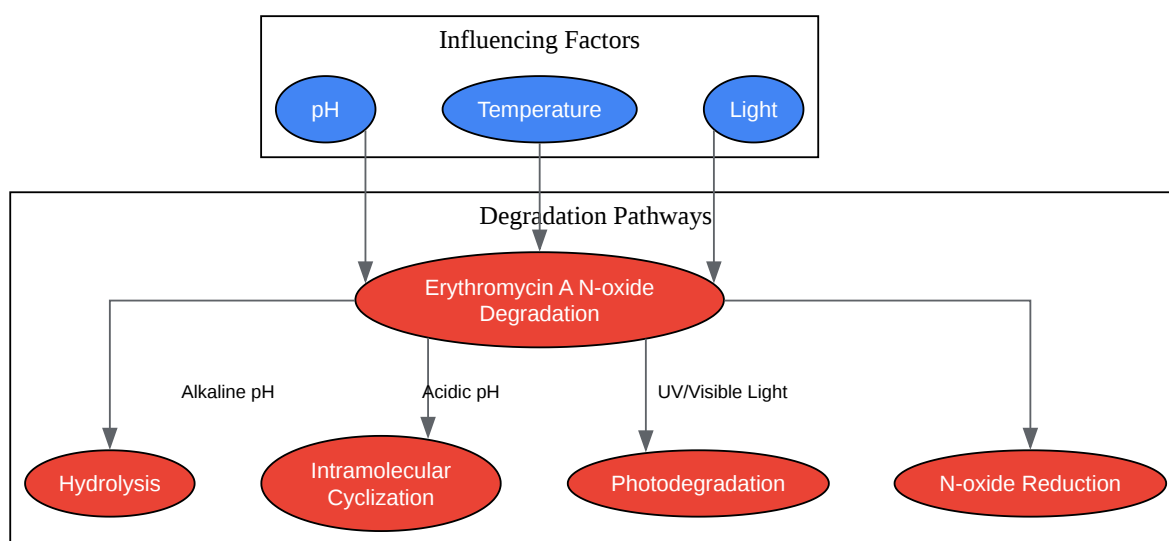 Influencing Factors
pH
Temperature
Light
Degradation Pathways
Erythromycin A N-oxide
Degradation
Alkaline pH
Acidic pH
UV/Visible Light
Hydrolysis
Intramolecular
Cyclization
Photodegradation
N-oxide Reduction